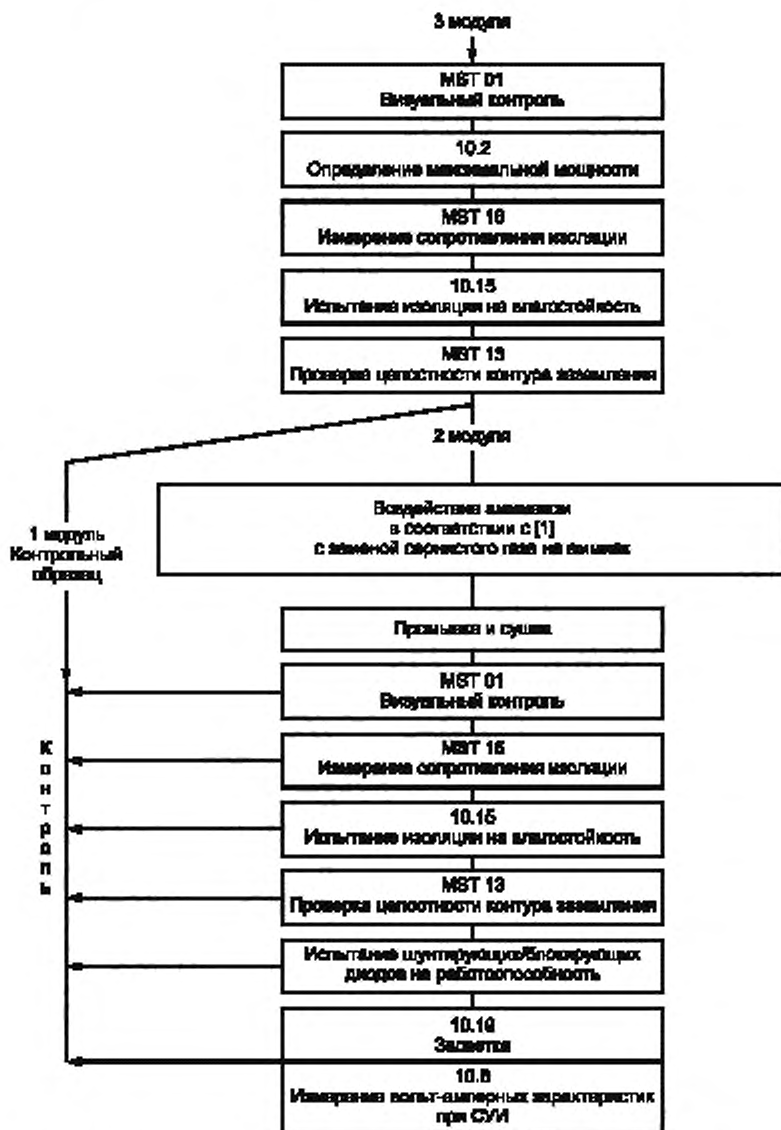 3 модуля
MST 01
Визуальный контроль
10.2
Определение максимальной мощности
MST 16
Измерение сопротивления изоляции
10.15
Испытание изоляции на влагостойкость
MST 13
Проверка целостности контура заземления
2 модуля
1 модуль
Контрольный
образец
Воздействие аммиаком
в соответствии с [1]
с заменой сернистого газа на аммиак
Промывка и сушка
MST 01
Визуальный контроль
MST 16
Измерение сопротивления изоляции
10.15
Испытание изоляции на влагостойкость
MST 13
Проверка целостности контура заземления
Испытание шунтирующих/блокирующих
диодов на работоспособность
10.19
Засветка
10.6
Измерение вольт-амперных характеристик
при СУИ
Контроль